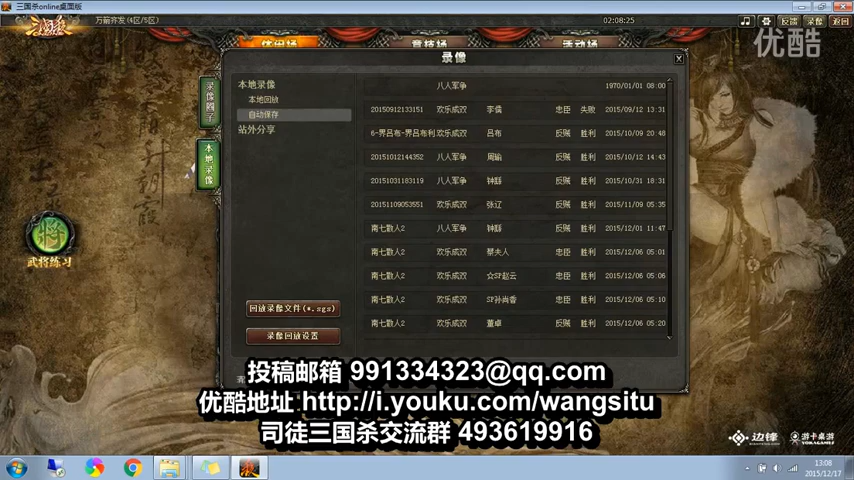 三国杀online桌面版
万箭齐发(4区/5区)
02:08:25
反馈
录像
返回
三国杀
优酷
休闲场
竞技场
活动场
录像
录像圈子
本地录像
本地录像
本地回放
自动保存
站外分享
八人军争 1970/01/01 08:00
20150912133151 欢乐成双 李儒 忠臣 失败 2015/09/12 13:31
6-界吕布-界吕布利 欢乐成双 吕布 反贼 胜利 2015/10/09 20:48
20151012144352 八人军争 周瑜 反贼 胜利 2015/10/12 14:43
20151031183119 八人军争 钟繇 反贼 胜利 2015/10/31 18:31
20151109053551 欢乐成双 张辽 反贼 胜利 2015/11/09 05:35
南七散人2 八人军争 钟繇 反贼 胜利 2015/12/01 11:47
南七散人2 欢乐成双 蔡夫人 忠臣 胜利 2015/12/06 05:01
南七散人2 欢乐成双 ☆SP赵云 忠臣 胜利 2015/12/06 05:06
南七散人2 欢乐成双 SP孙尚香 忠臣 胜利 2015/12/06 05:10
南七散人2 欢乐成双 董卓 反贼 胜利 2015/12/06 05:20
回放录像文件(*.sgs)
录像回放设置
将
武将练习
投稿邮箱 991334323@qq.com
优酷地址 http://i.youku.com/wangsitu
司徒三国杀交流群 493619916
边锋
游卡桌游
YOKAGAMES
13:08
2015/12/17